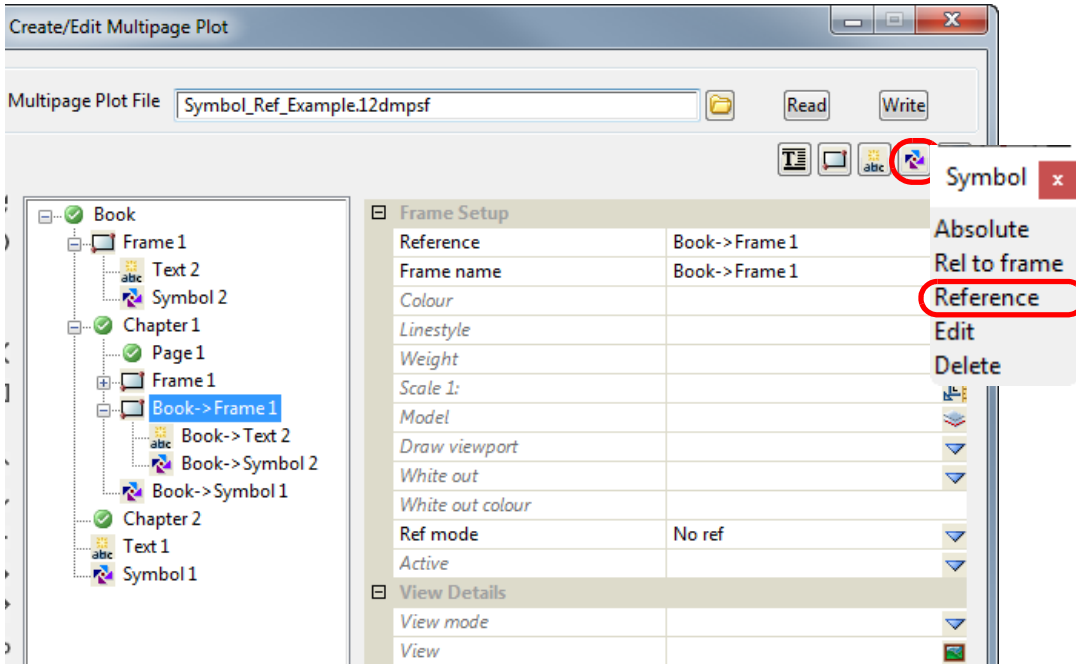 Create/Edit Multipage Plot
Multipage Plot File Symbol_Ref_Example.12dmpsf Read Write
T abc
Symbol x
Absolute
Rel to frame
Reference
Edit
Delete
Book
Frame 1
abc Text 2
Symbol 2
Chapter 1
Page 1
Frame 1
Book->Frame 1
abc Book->Text 2
Book->Symbol 2
Book->Symbol 1
Chapter 2
abc Text 1
Symbol 1
Frame Setup
Reference Book->Frame 1
Frame name Book->Frame 1
Colour
Linestyle
Weight
Scale 1:
Model
Draw viewport
White out
White out colour
Ref mode No ref
Active
View Details
View mode
View